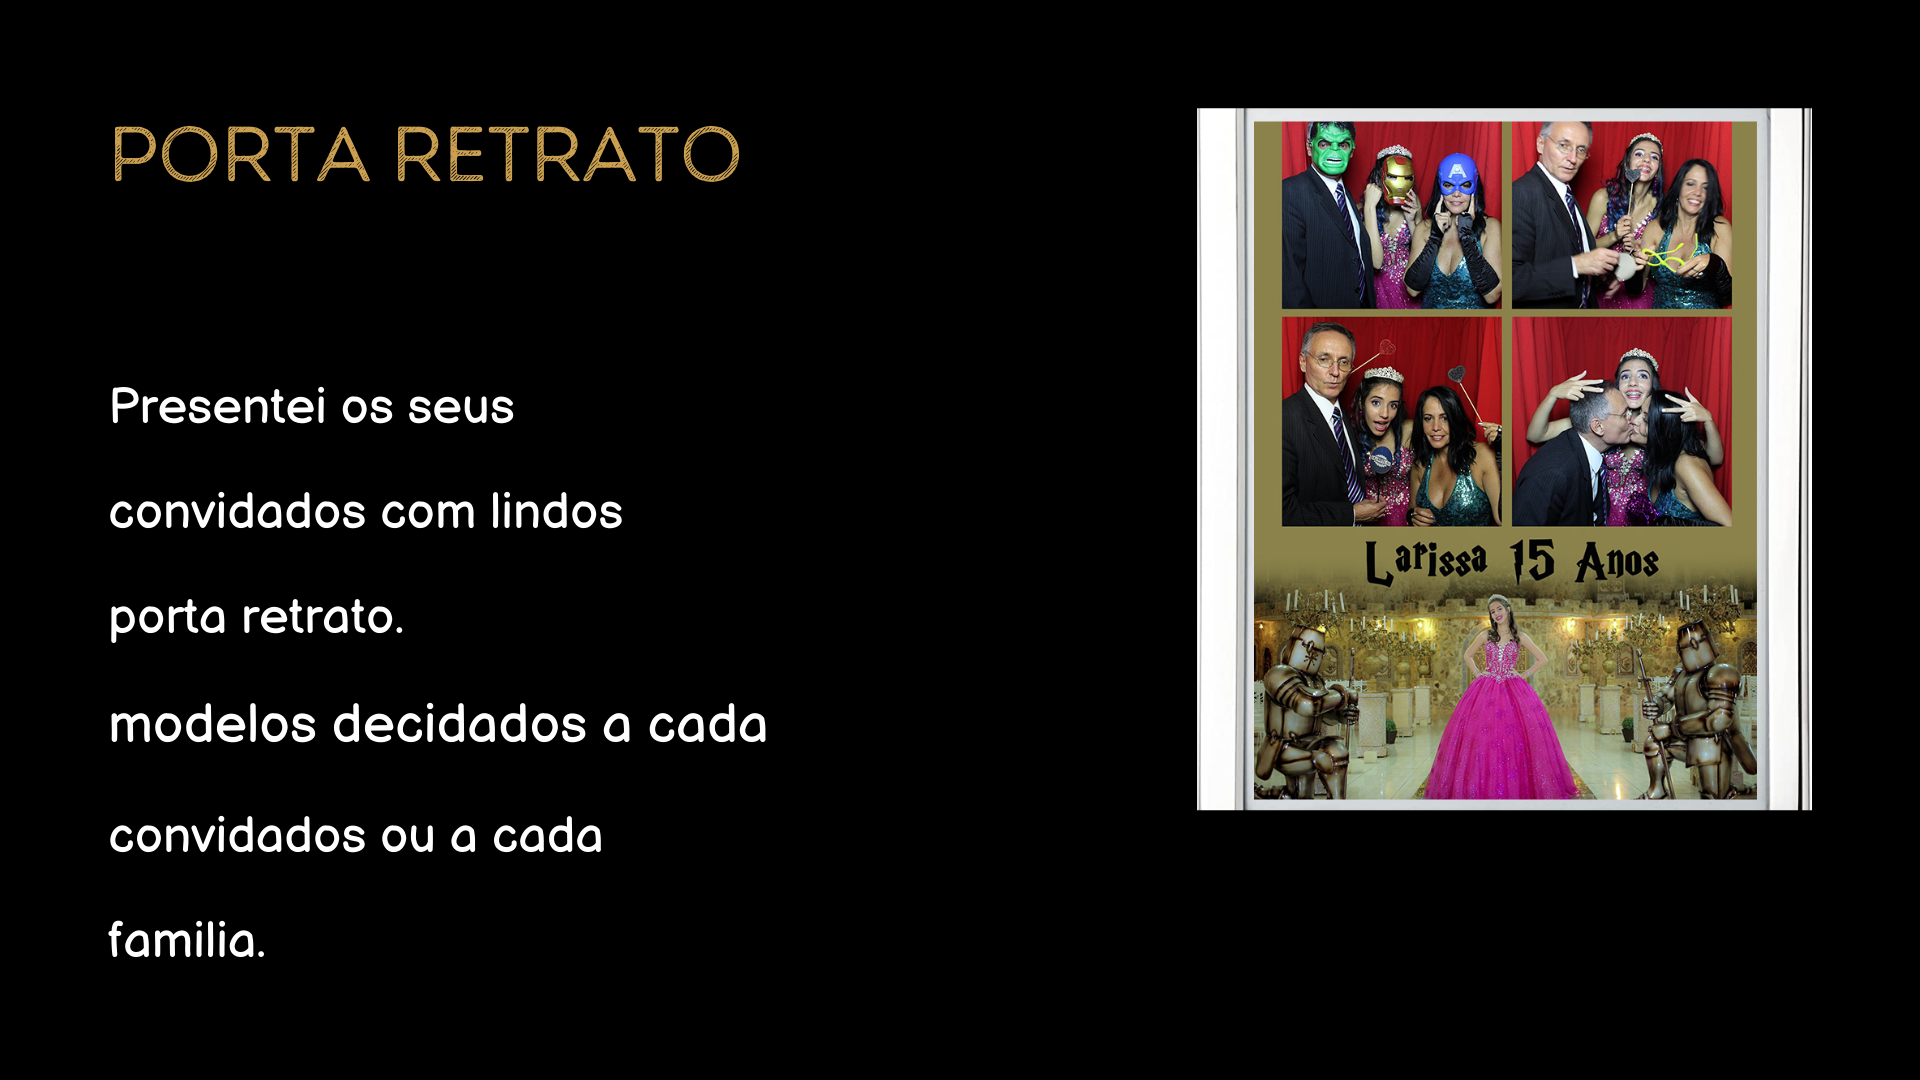 PORTA RETRATO
Presentei os seus
convidados com lindos
porta retrato.
modelos decidados a cada
convidados ou a cada
familia.
Larissa 15 Anos